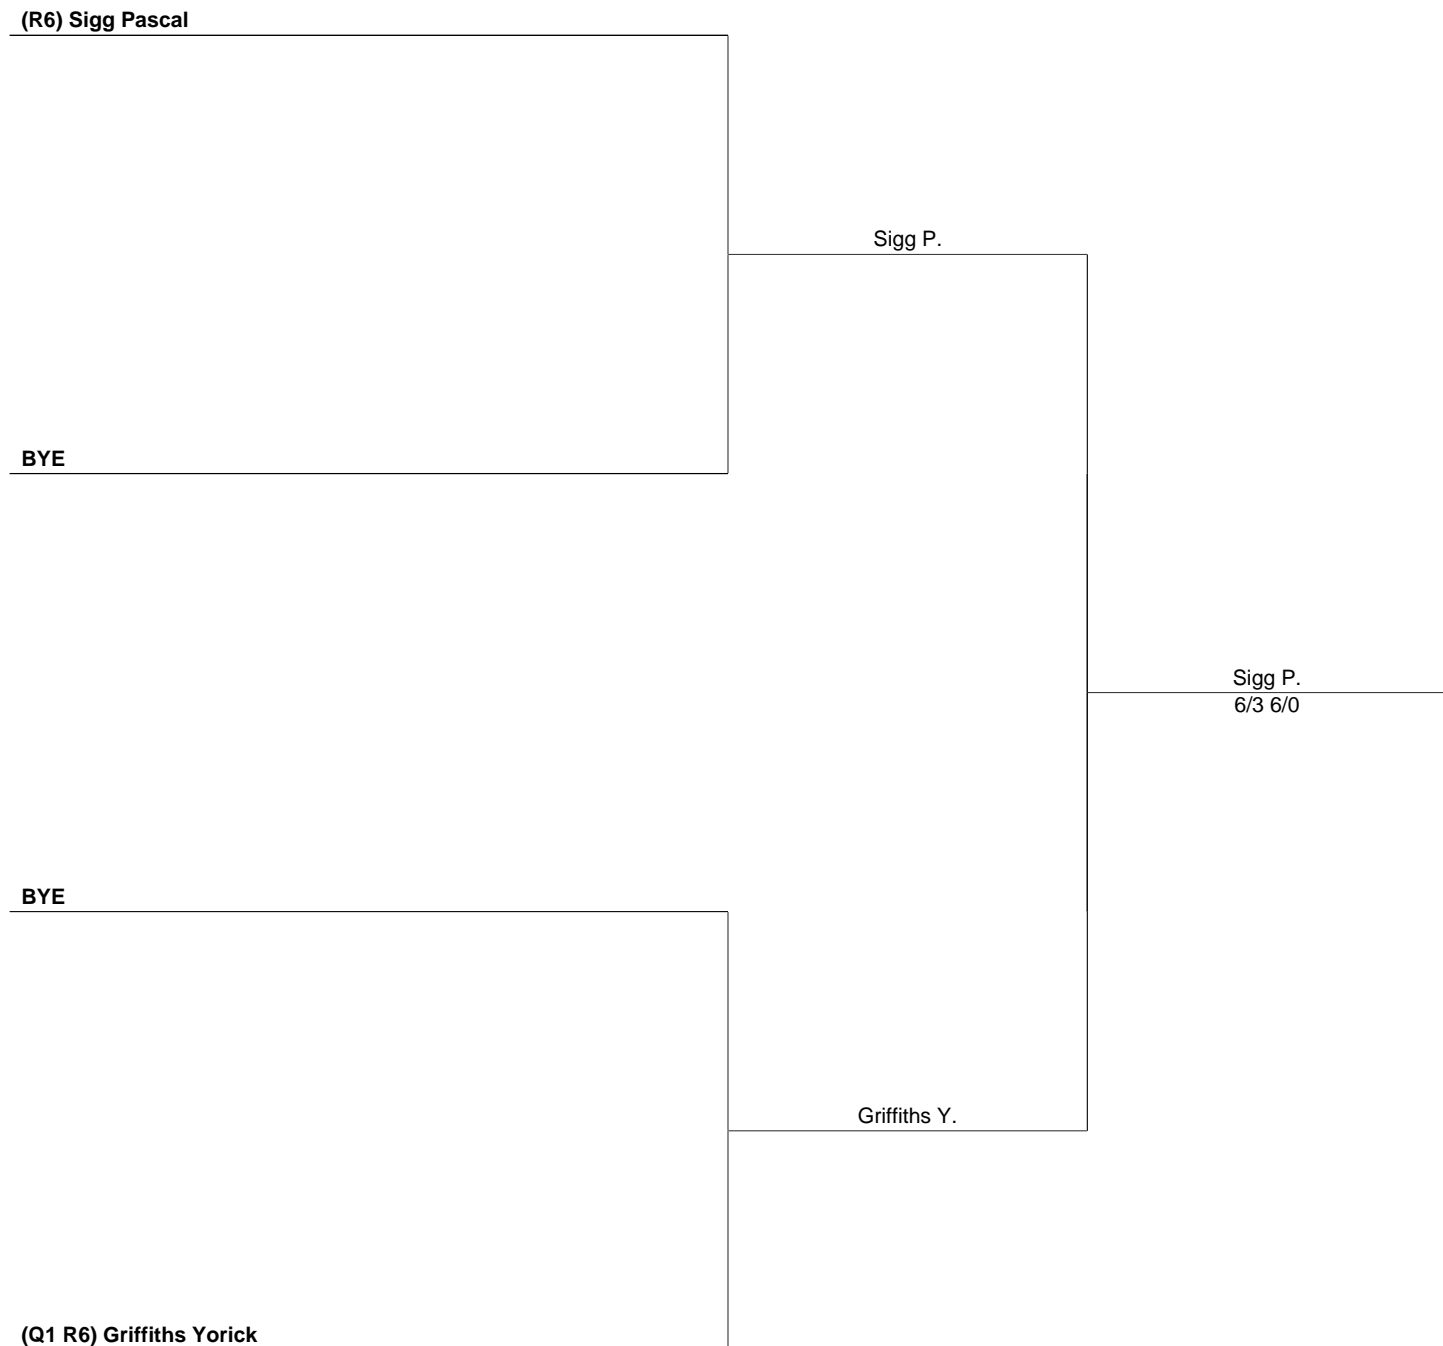 (R6) Sigg Pascal
Sigg P.
BYE
Sigg P.
6/3 6/0
BYE
Griffiths Y.
(Q1 R6) Griffiths Yorick